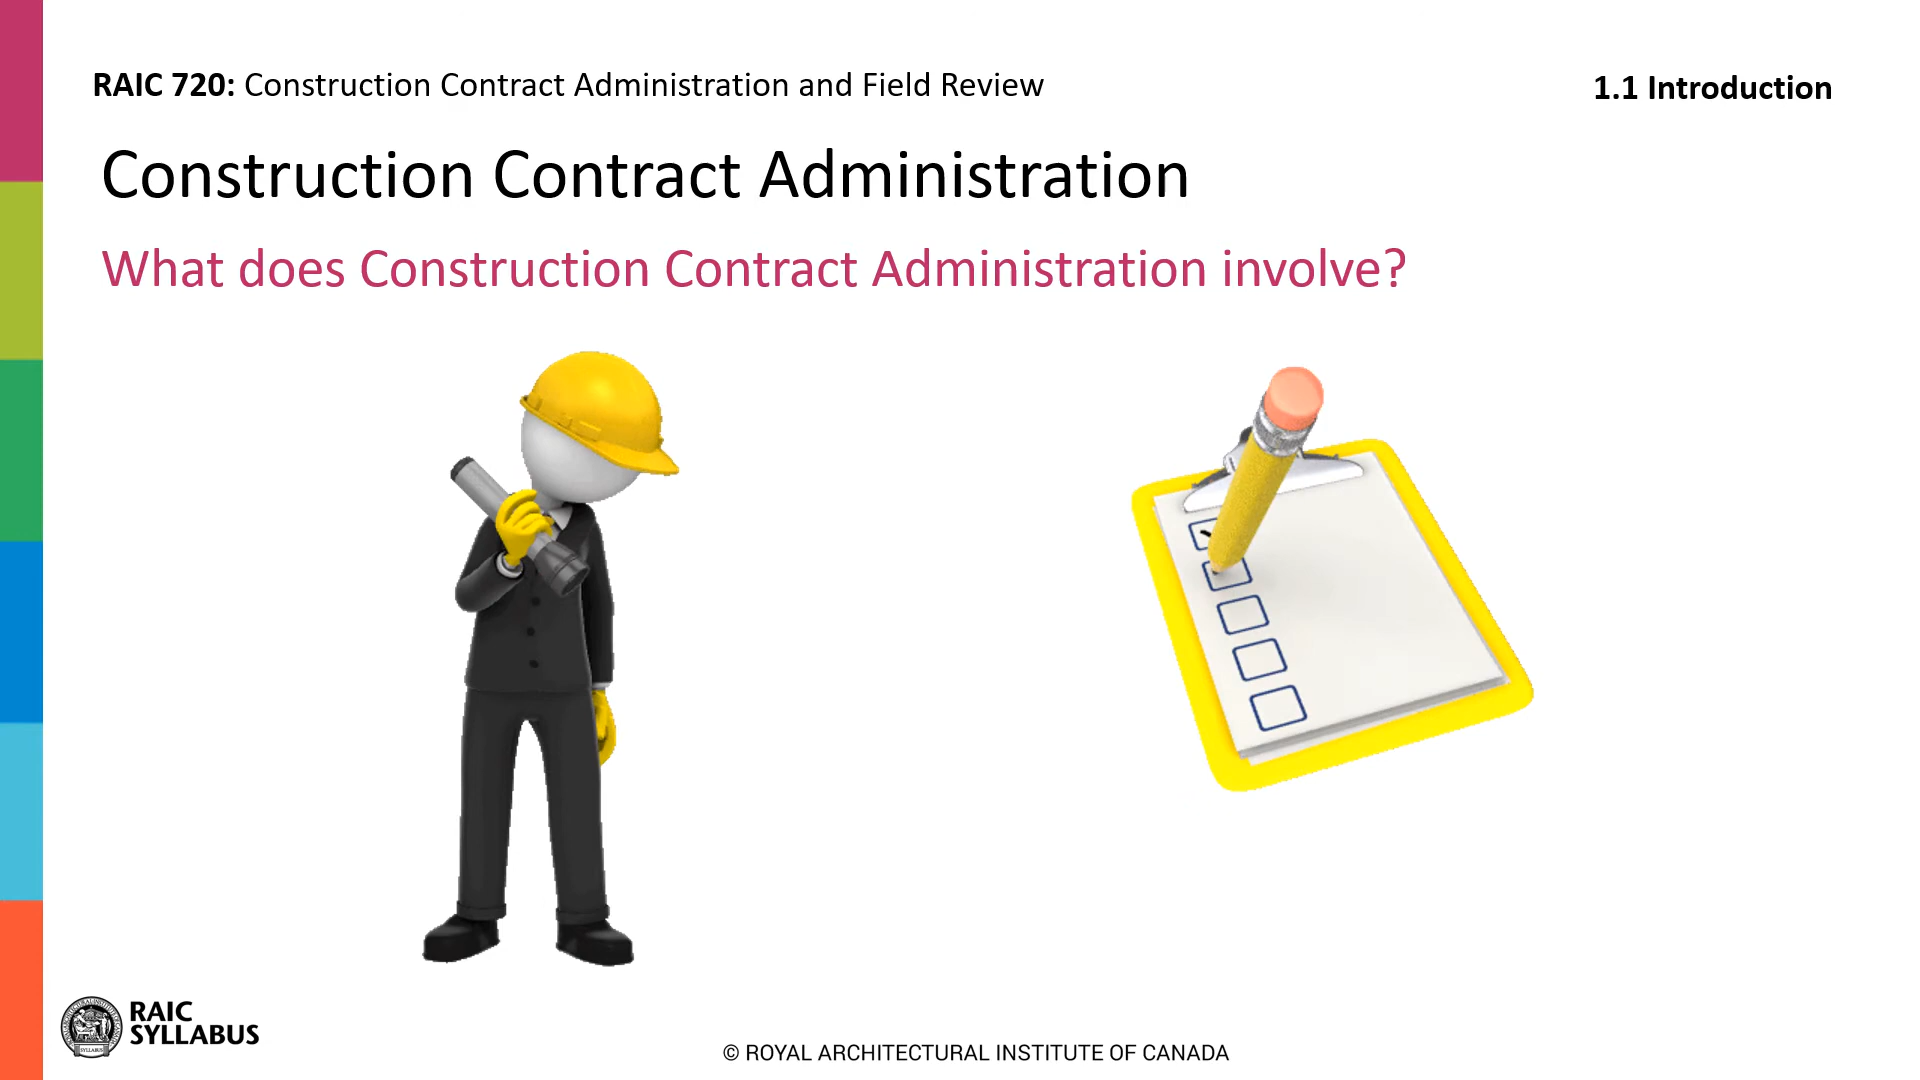 RAIC 720: Construction Contract Administration and Field Review
1.1 Introduction
Construction Contract Administration
What does Construction Contract Administration involve?
RAIC
SYLLABUS
© ROYAL ARCHITECTURAL INSTITUTE OF CANADA